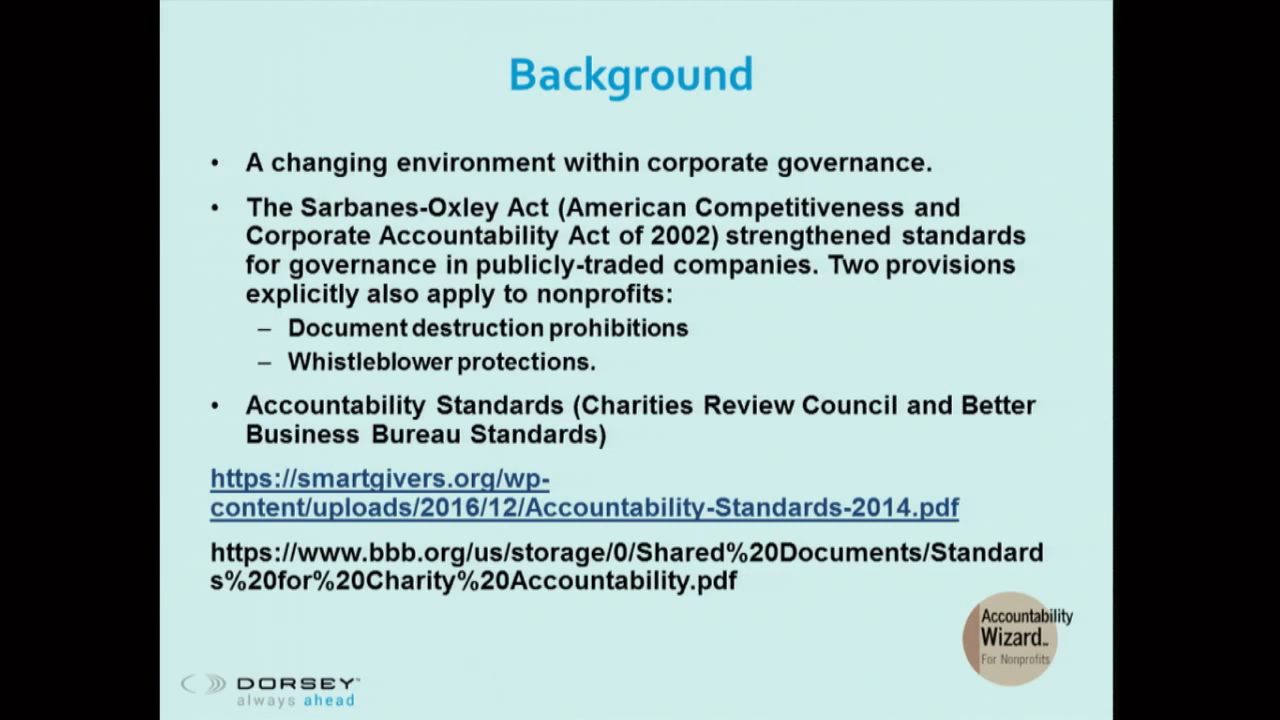 Background
• A changing environment within corporate governance.
• The Sarbanes-Oxley Act (American Competitiveness and
Corporate Accountability Act of 2002) strengthened standards
for governance in publicly-traded companies. Two provisions
explicitly also apply to nonprofits:
– Document destruction prohibitions
– Whistleblower protections.
• Accountability Standards (Charities Review Council and Better
Business Bureau Standards)
https://smartgivers.org/wp-
content/uploads/2016/12/Accountability-Standards-2014.pdf
https://www.bbb.org/us/storage/0/Shared%20Documents/Standard
s%20for%20Charity%20Accountability.pdf
Accountability
Wizard™
For Nonprofits
DORSEY™
always ahead